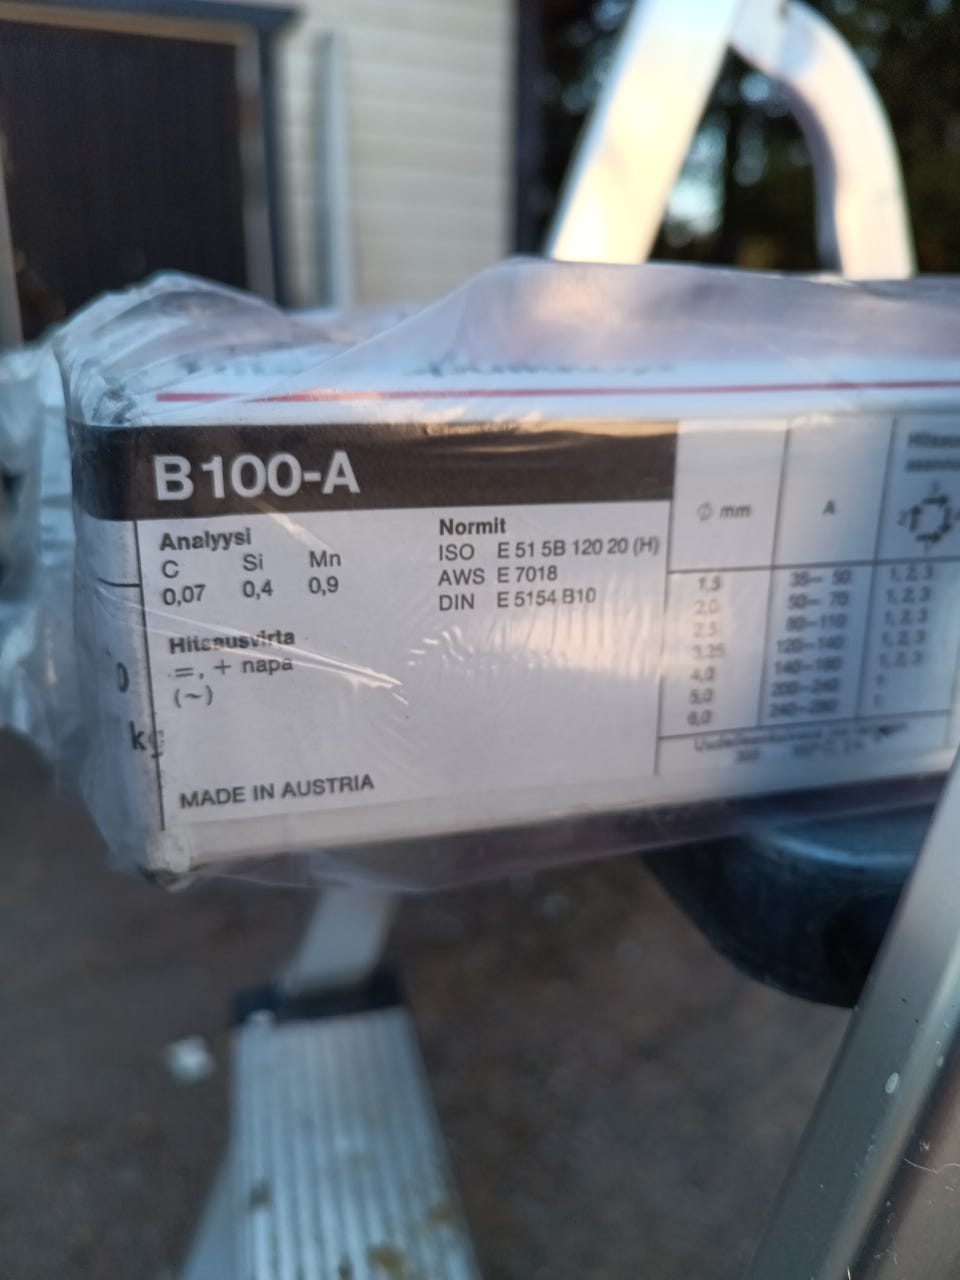 B 100-A
Analyysi
C Si Mn
0,07 0,4 0,9
Hitsausvirta
=, + napa
(~)
MADE IN AUSTRIA
Normit
ISO E 51 5B 120 20 (H)
AWS E 7018
DIN E 5154 B10
Ø mm A
1,5 35– 50 1, 2, 3
2,0 50– 70 1, 2, 3
2,5 80–110 1, 2, 3
3,25 120–140 1, 2, 3
4,0 140–180 1, 2, 3
5,0 200–240 1
6,0 240–280 1